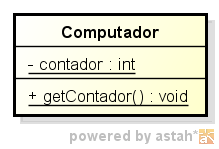 Computador
- contador : int
+ getContador() : void
powered by astah*